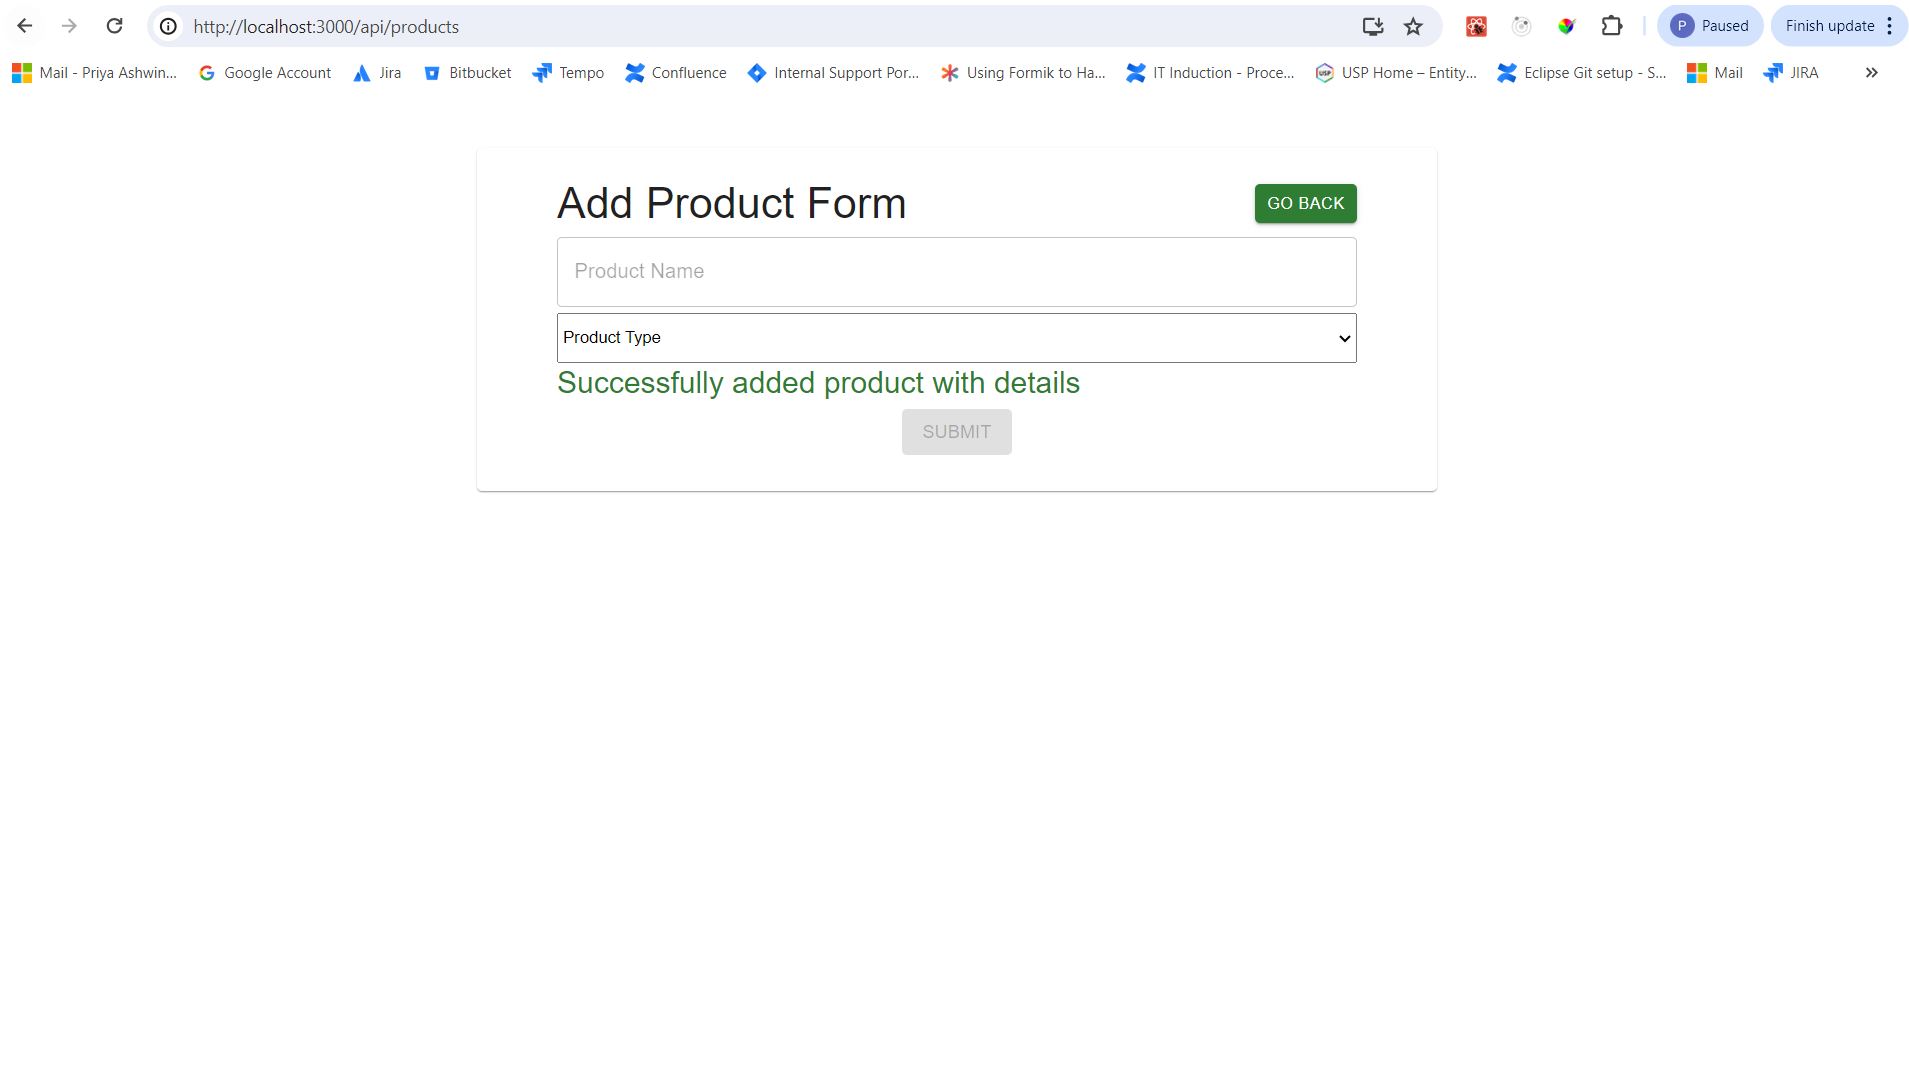 http://localhost:3000/api/products
P Paused
Finish update
Mail - Priya Ashwin...
Google Account
Jira
Bitbucket
Tempo
Confluence
Internal Support Por...
Using Formik to Ha...
IT Induction - Proce...
USP Home – Entity...
Eclipse Git setup - S...
Mail
JIRA
Add Product Form
GO BACK
Product Name
Product Type
Successfully added product with details
SUBMIT